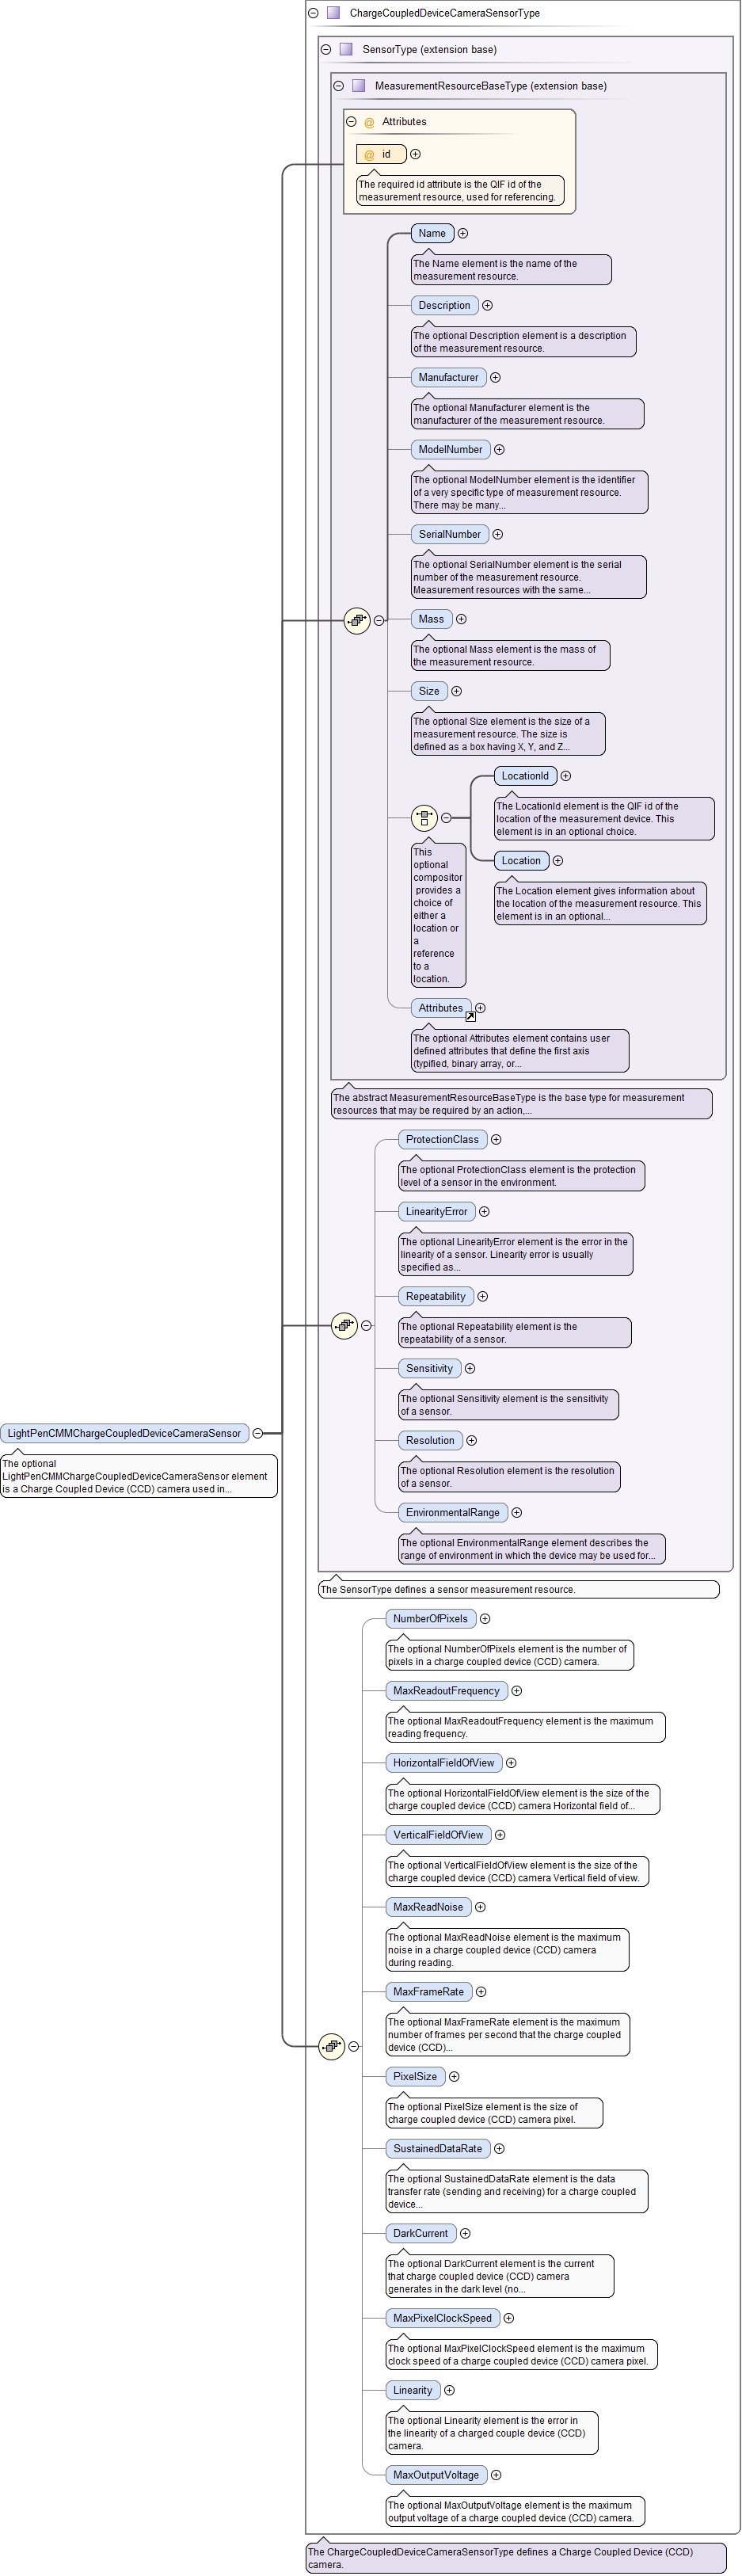 ChargeCoupledDeviceCameraSensorType
SensorType (extension base)
MeasurementResourceBaseType (extension base)
@ Attributes
@ id
The required id attribute is the QIF id of the
measurement resource, used for referencing.
Name
The Name element is the name of the
measurement resource.
Description
The optional Description element is a description
of the measurement resource.
Manufacturer
The optional Manufacturer element is the
manufacturer of the measurement resource.
ModelNumber
The optional ModelNumber element is the identifier
of a very specific type of measurement resource.
There may be many...
SerialNumber
The optional SerialNumber element is the serial
number of the measurement resource.
Measurement resources with the same...
Mass
The optional Mass element is the mass of
the measurement resource.
Size
The optional Size element is the size of a
measurement resource. The size is
defined as a box having X, Y, and Z...
LocationId
The LocationId element is the QIF id of the
location of the measurement device. This
element is in an optional choice.
Location
The Location element gives information about
the location of the measurement resource. This
element is in an optional...
This
optional
compositor
provides a
choice of
either a
location or
a
reference
to a
location.
Attributes
The optional Attributes element contains user
defined attributes that define the first axis
(typified, binary array, or...
The abstract MeasurementResourceBaseType is the base type for measurement
resources that may be required by an action,...
ProtectionClass
The optional ProtectionClass element is the protection
level of a sensor in the environment.
LinearityError
The optional LinearityError element is the error in the
linearity of a sensor. Linearity error is usually
specified as...
Repeatability
The optional Repeatability element is the
repeatability of a sensor.
Sensitivity
The optional Sensitivity element is the sensitivity
of a sensor.
LightPenCMMChargeCoupledDeviceCameraSensor
The optional
LightPenCMMChargeCoupledDeviceCameraSensor element
is a Charge Coupled Device (CCD) camera used in...
Resolution
The optional Resolution element is the resolution
of a sensor.
EnvironmentalRange
The optional EnvironmentalRange element describes the
range of environment in which the device may be used for...
The SensorType defines a sensor measurement resource.
NumberOfPixels
The optional NumberOfPixels element is the number of
pixels in a charge coupled device (CCD) camera.
MaxReadoutFrequency
The optional MaxReadoutFrequency element is the maximum
reading frequency.
HorizontalFieldOfView
The optional HorizontalFieldOfView element is the size of the
charge coupled device (CCD) camera Horizontal field of...
VerticalFieldOfView
The optional VerticalFieldOfView element is the size of the
charge coupled device (CCD) camera Vertical field of view.
MaxReadNoise
The optional MaxReadNoise element is the maximum
noise in a charge coupled device (CCD) camera
during reading.
MaxFrameRate
The optional MaxFrameRate element is the maximum
number of frames per second that the charge coupled
device (CCD)...
PixelSize
The optional PixelSize element is the size of
charge coupled device (CCD) camera pixel.
SustainedDataRate
The optional SustainedDataRate element is the data
transfer rate (sending and receiving) for a charge coupled
device...
DarkCurrent
The optional DarkCurrent element is the current
that charge coupled device (CCD) camera
generates in the dark level (no...
MaxPixelClockSpeed
The optional MaxPixelClockSpeed element is the maximum
clock speed of a charge coupled device (CCD) camera pixel.
Linearity
The optional Linearity element is the error in
the linearity of a charged couple device (CCD)
camera.
MaxOutputVoltage
The optional MaxOutputVoltage element is the maximum
output voltage of a charge coupled device (CCD) camera.
The ChargeCoupledDeviceCameraSensorType defines a Charge Coupled Device (CCD)
camera.